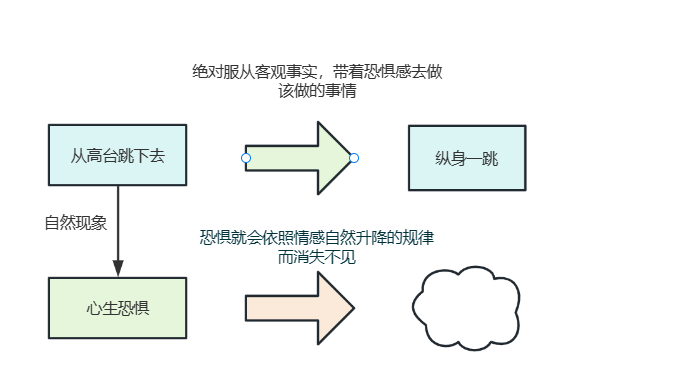 绝对服从客观事实，带着恐惧感去做
该做的事情
从高台跳下去
纵身一跳
自然现象
恐惧就会依照情感自然升降的规律
而消失不见
心生恐惧